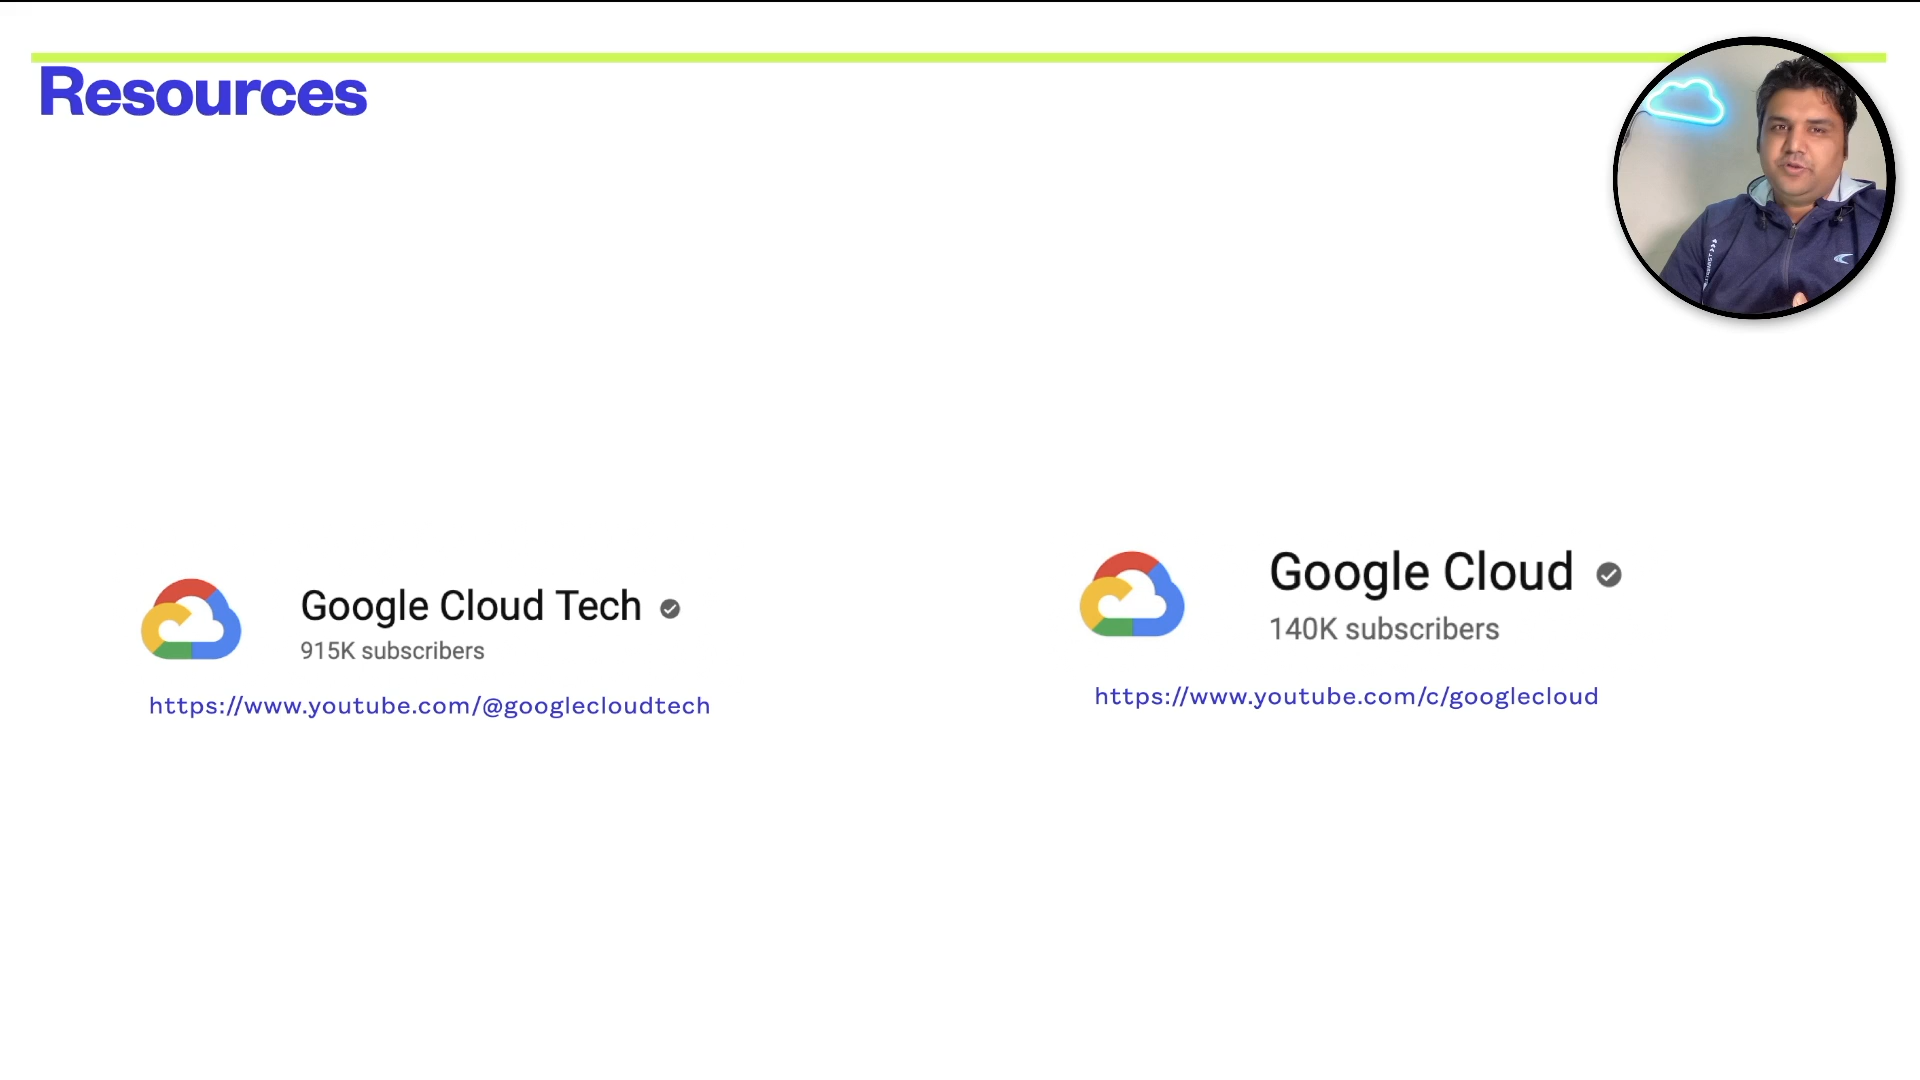 Resources
Google Cloud Tech
915K subscribers
https://www.youtube.com/@googlecloudtech
Google Cloud
140K subscribers
https://www.youtube.com/c/googlecloud